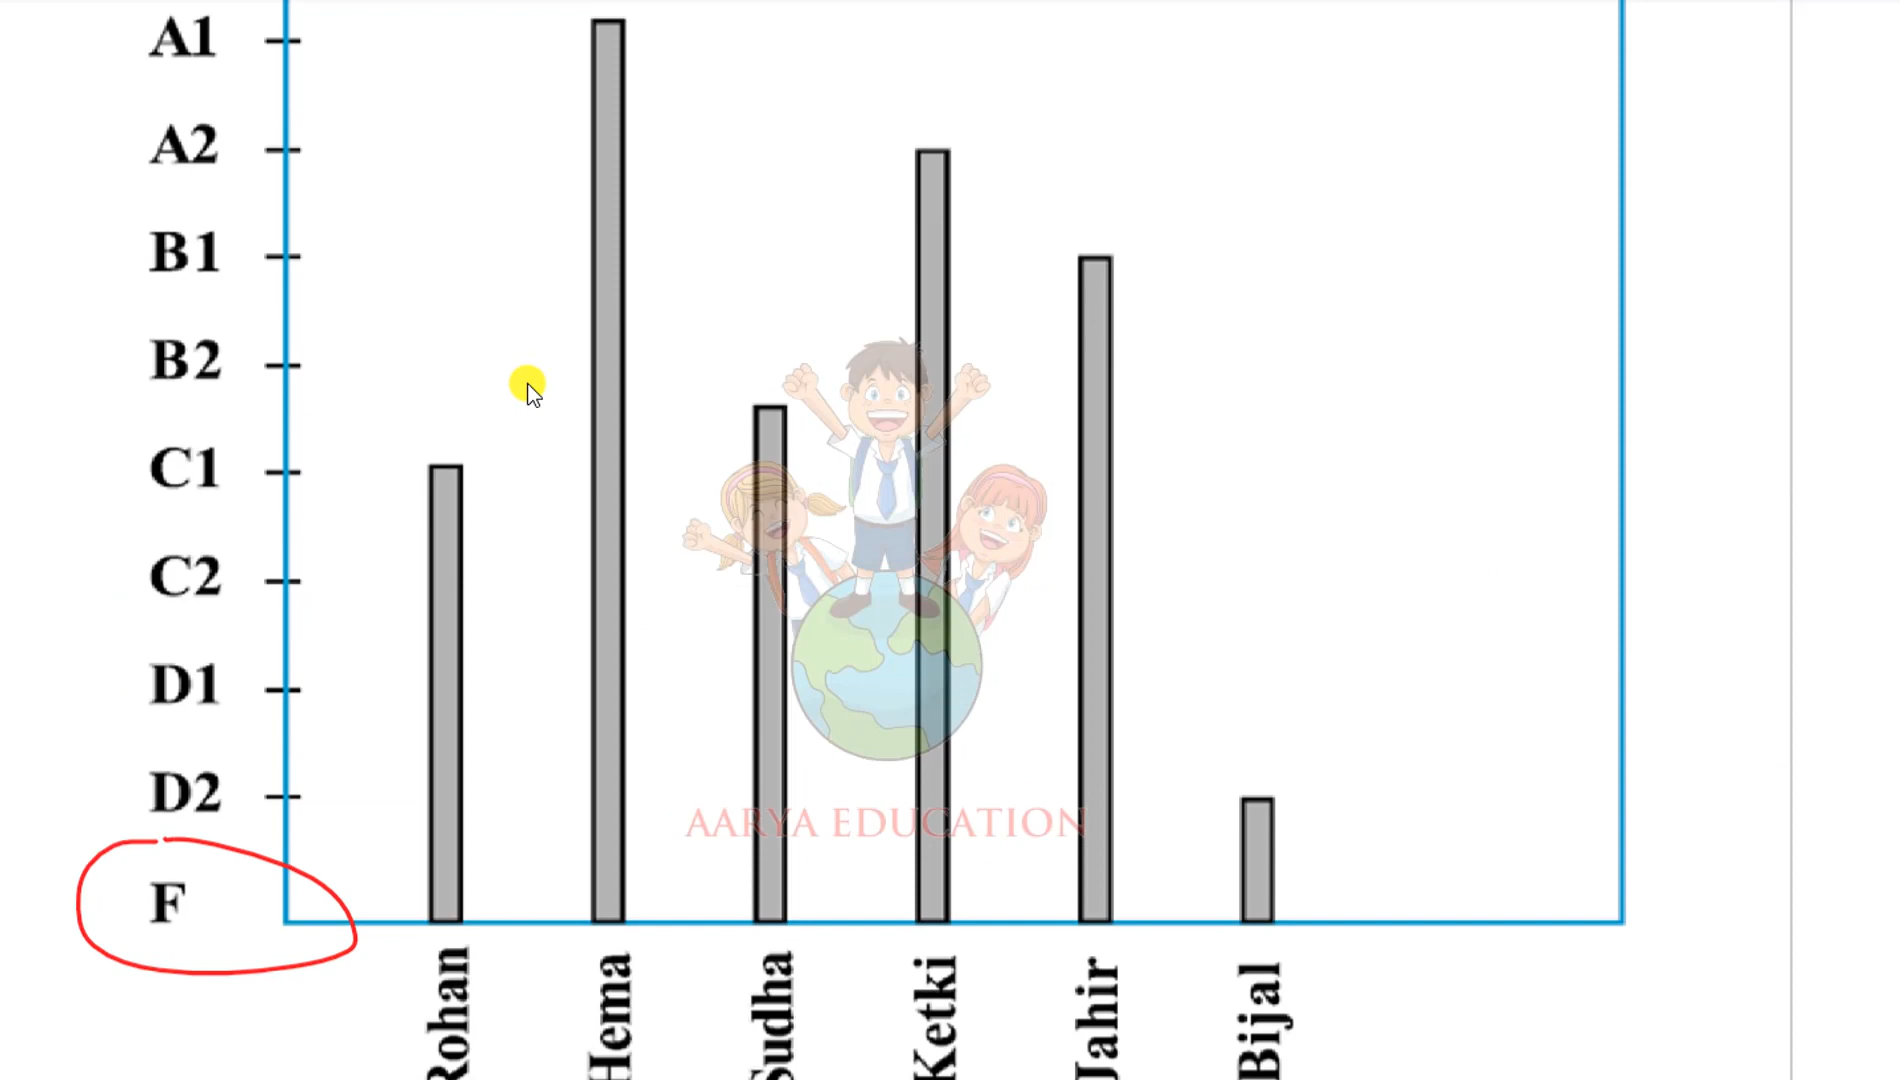 A1
A2
B1
B2
C1
C2
D1
D2
F
AARYA EDUCATION
Rohan
Hema
Sudha
Ketki
Jahir
Bijal